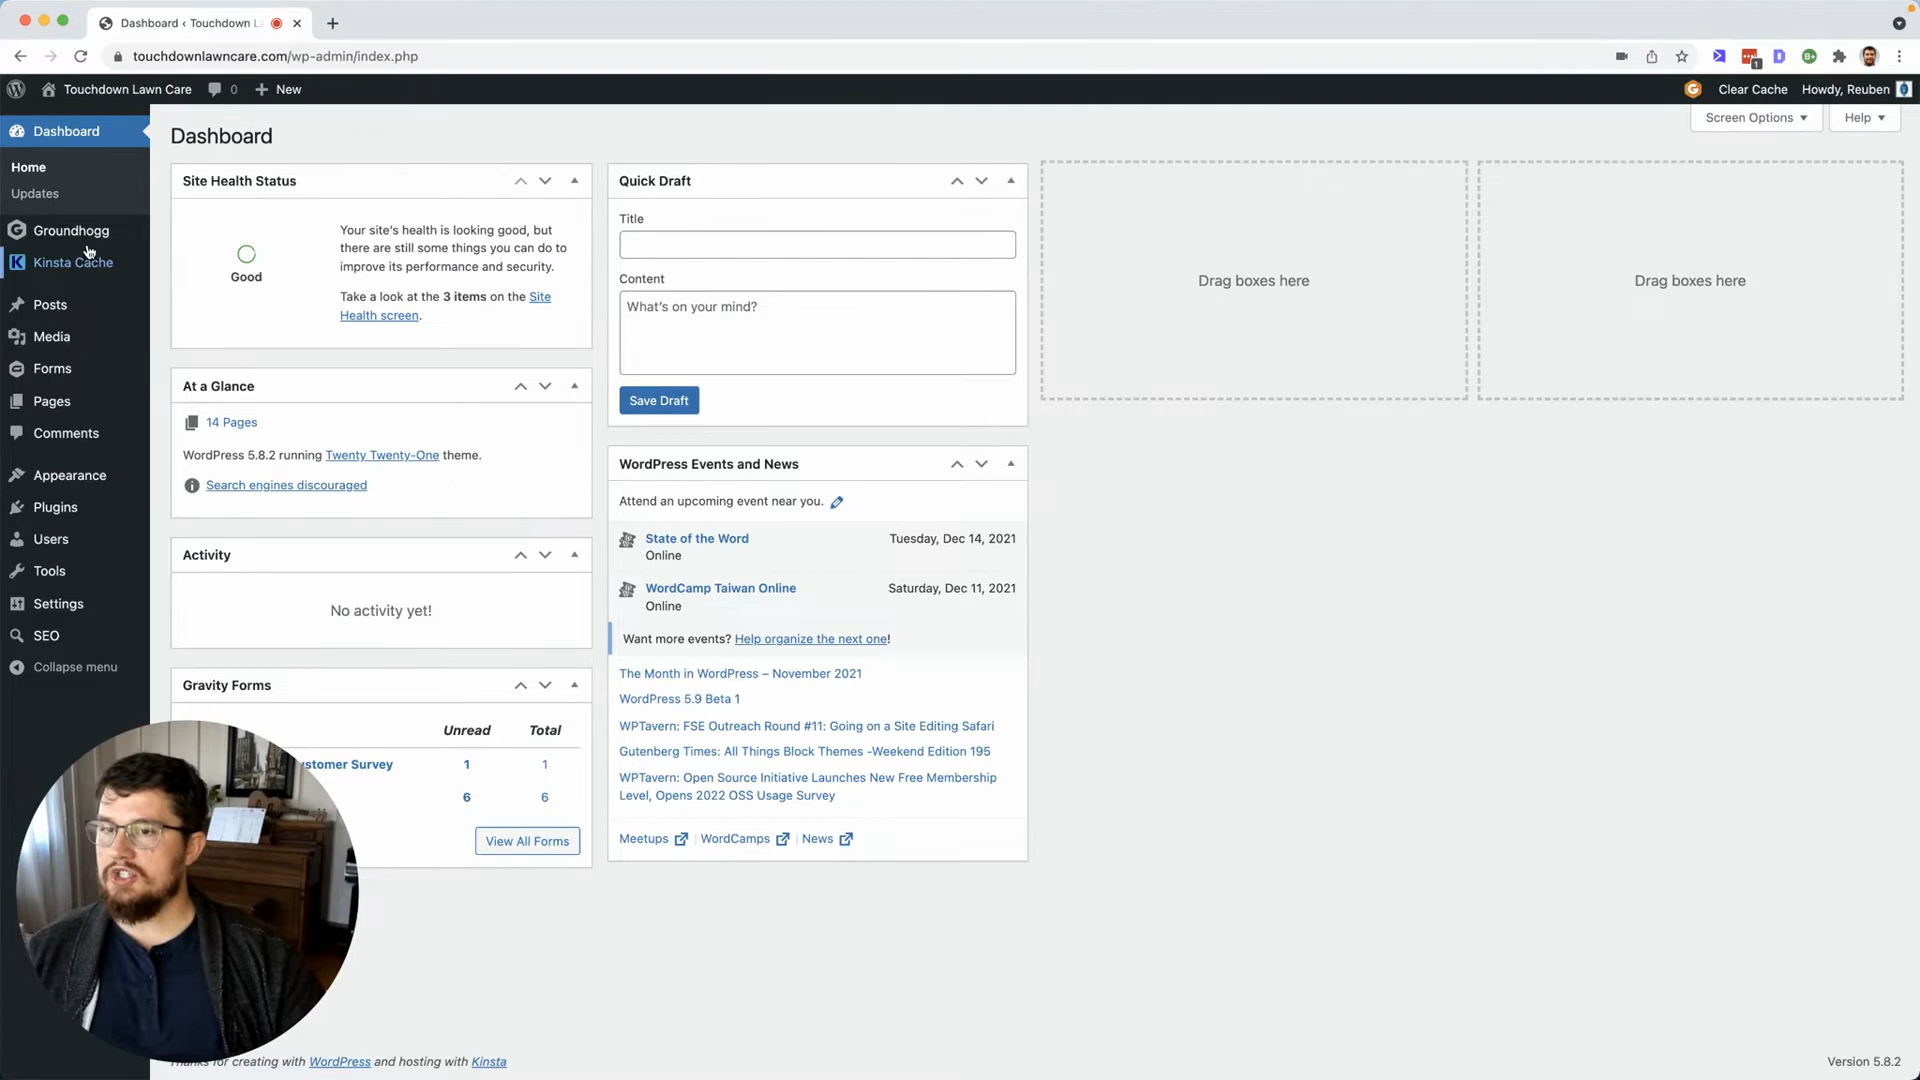 Dashboard ‹ Touchdown L
touchdownlawncare.com/wp-admin/index.php
1
Touchdown Lawn Care
0
New
Clear Cache
Howdy, Reuben
Dashboard
Home
Updates
Groundhogg
Kinsta Cache
Posts
Media
Forms
Pages
Comments
Appearance
Plugins
Users
Tools
Settings
SEO
Collapse menu
Dashboard
Screen Options
Help
Site Health Status
Good
Your site's health is looking good, but
there are still some things you can do to
improve its performance and security.
Take a look at the 3 items on the Site
Health screen.
At a Glance
14 Pages
WordPress 5.8.2 running Twenty Twenty-One theme.
Search engines discouraged
Activity
No activity yet!
Gravity Forms
Unread Total
Survey 1 1
6 6
View All Forms
Quick Draft
Title
Content
What's on your mind?
Save Draft
WordPress Events and News
Attend an upcoming event near you.
State of the Word Tuesday, Dec 14, 2021
Online
WordCamp Taiwan Online Saturday, Dec 11, 2021
Online
Want more events? Help organize the next one!
The Month in WordPress – November 2021
WordPress 5.9 Beta 1
WPTavern: FSE Outreach Round #11: Going on a Site Editing Safari
Gutenberg Times: All Things Block Themes -Weekend Edition 195
WPTavern: Open Source Initiative Launches New Free Membership
Level, Opens 2022 OSS Usage Survey
Meetups | WordCamps | News
Drag boxes here
Drag boxes here
for creating with WordPress and hosting with Kinsta
Version 5.8.2